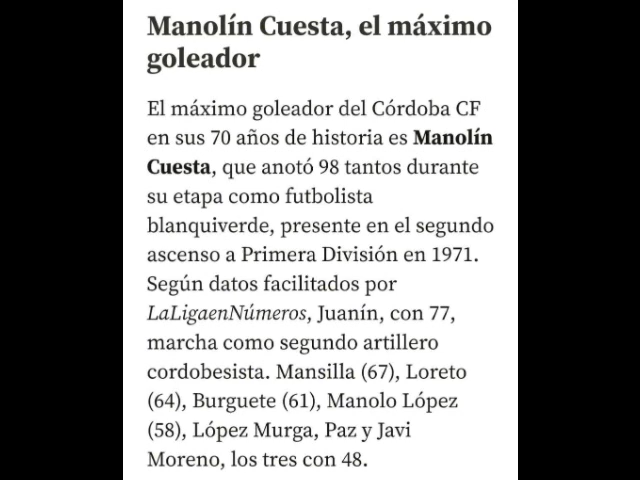 Manolín Cuesta, el máximo
goleador
El máximo goleador del Córdoba CF
en sus 70 años de historia es Manolín
Cuesta, que anotó 98 tantos durante
su etapa como futbolista
blanquiverde, presente en el segundo
ascenso a Primera División en 1971.
Según datos facilitados por
LaLigaenNúmeros, Juanín, con 77,
marcha como segundo artillero
cordobesista. Mansilla (67), Loreto
(64), Burguete (61), Manolo López
(58), López Murga, Paz y Javi
Moreno, los tres con 48.